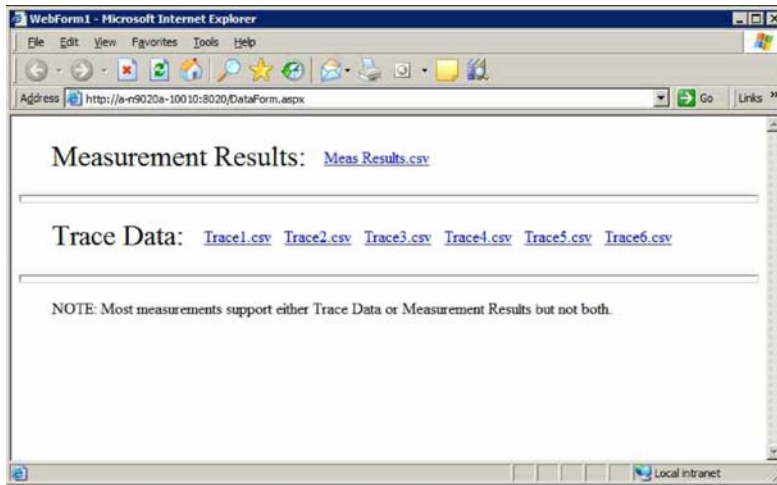 WebForm1 - Microsoft Internet Explorer
File Edit View Favorites Tools Help
Address http://a-n9020a-10010:8020/DataForm.aspx Go Links »
Measurement Results: Meas Results.csv
Trace Data: Trace1.csv Trace2.csv Trace3.csv Trace4.csv Trace5.csv Trace6.csv
NOTE: Most measurements support either Trace Data or Measurement Results but not both.
Local intranet